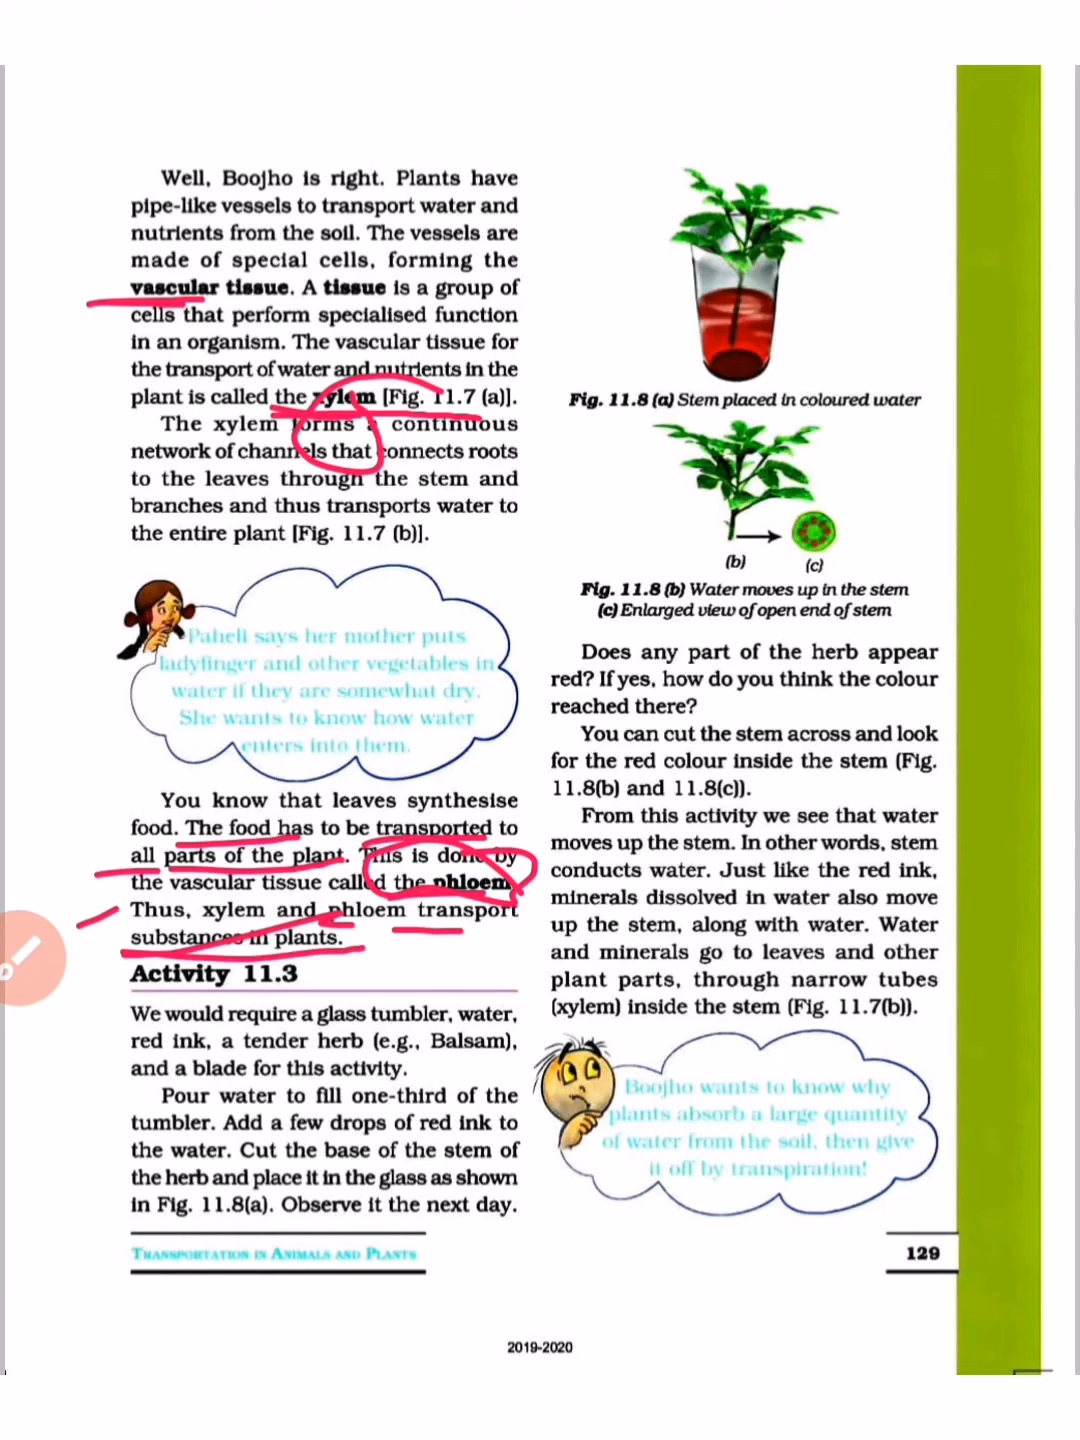 Well, Boojho is right. Plants have
pipe-like vessels to transport water and
nutrients from the soil. The vessels are
made of special cells, forming the
vascular tissue. A tissue is a group of
cells that perform specialised function
in an organism. The vascular tissue for
the transport of water and nutrients in the
plant is called the xylem [Fig. 11.7 (a)].
The xylem forms a continuous
network of channels that connects roots
to the leaves through the stem and
branches and thus transports water to
the entire plant [Fig. 11.7 (b)].
Paheli says her mother puts
ladyfinger and other vegetables in
water if they are somewhat dry.
She wants to know how water
enters into them.
You know that leaves synthesise
food. The food has to be transported to
all parts of the plant. This is done by
the vascular tissue called the phloem.
Thus, xylem and phloem transport
substances in plants.
Activity 11.3
We would require a glass tumbler, water,
red ink, a tender herb (e.g., Balsam),
and a blade for this activity.
Pour water to fill one-third of the
tumbler. Add a few drops of red ink to
the water. Cut the base of the stem of
the herb and place it in the glass as shown
in Fig. 11.8(a). Observe it the next day.
Fig. 11.8 (a) Stem placed in coloured water
(b)
(c)
Fig. 11.8 (b) Water moves up in the stem
(c) Enlarged view of open end of stem
Does any part of the herb appear
red? If yes, how do you think the colour
reached there?
You can cut the stem across and look
for the red colour inside the stem (Fig.
11.8(b) and 11.8(c)).
From this activity we see that water
moves up the stem. In other words, stem
conducts water. Just like the red ink,
minerals dissolved in water also move
up the stem, along with water. Water
and minerals go to leaves and other
plant parts, through narrow tubes
(xylem) inside the stem (Fig. 11.7(b)).
Boojho wants to know why
plants absorb a large quantity
of water from the soil, then give
it off by transpiration!
TRANSPORTATION IN ANIMALS AND PLANTS
129
2019-2020